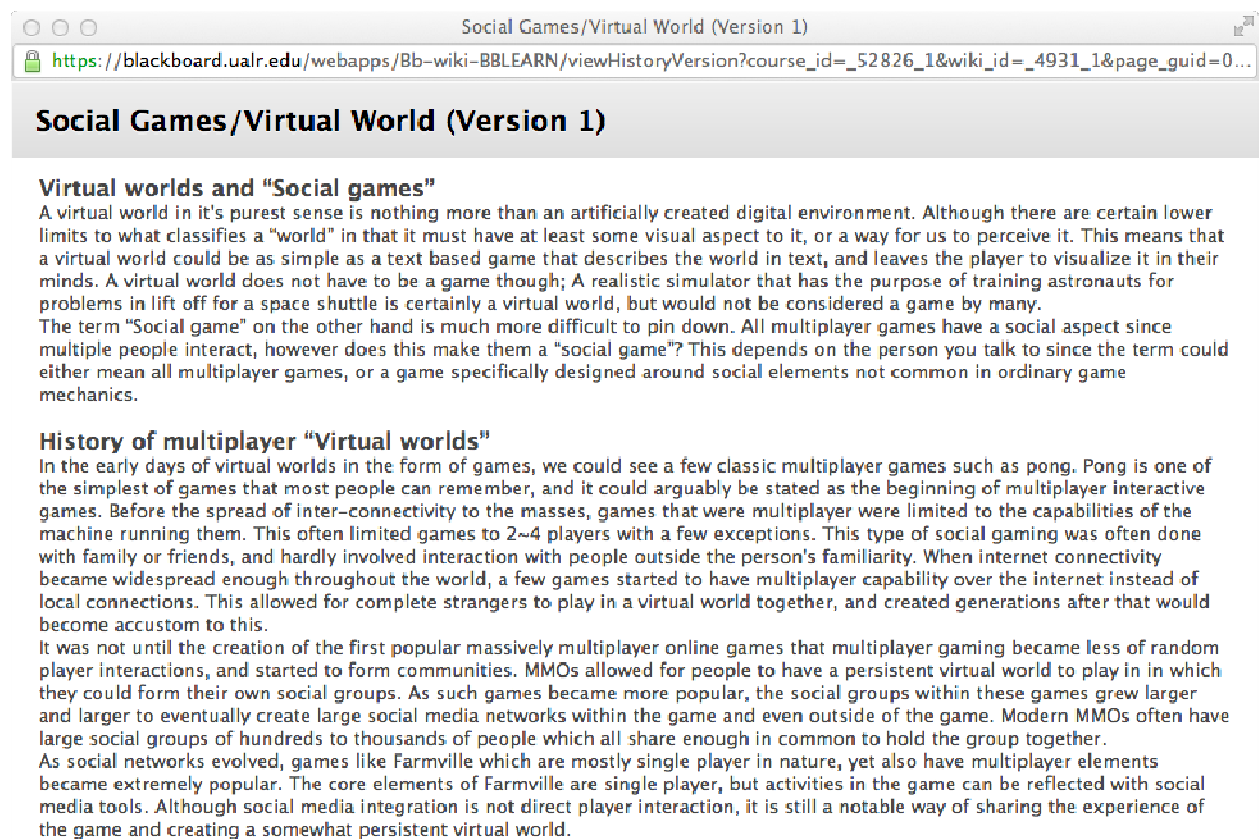 Social Games/Virtual World (Version 1)
https://blackboard.ualr.edu/webapps/Bb-wiki-BBLEARN/viewHistoryVersion?course_id=_52826_1&wiki_id=_4931_1&page_guid=0...
Social Games/Virtual World (Version 1)
Virtual worlds and “Social games”
A virtual world in it's purest sense is nothing more than an artificially created digital environment. Although there are certain lower
limits to what classifies a “world” in that it must have at least some visual aspect to it, or a way for us to perceive it. This means that
a virtual world could be as simple as a text based game that describes the world in text, and leaves the player to visualize it in their
minds. A virtual world does not have to be a game though; A realistic simulator that has the purpose of training astronauts for
problems in lift off for a space shuttle is certainly a virtual world, but would not be considered a game by many.
The term “Social game” on the other hand is much more difficult to pin down. All multiplayer games have a social aspect since
multiple people interact, however does this make them a “social game”? This depends on the person you talk to since the term could
either mean all multiplayer games, or a game specifically designed around social elements not common in ordinary game
mechanics.
History of multiplayer “Virtual worlds”
In the early days of virtual worlds in the form of games, we could see a few classic multiplayer games such as pong. Pong is one of
the simplest of games that most people can remember, and it could arguably be stated as the beginning of multiplayer interactive
games. Before the spread of inter-connectivity to the masses, games that were multiplayer were limited to the capabilities of the
machine running them. This often limited games to 2~4 players with a few exceptions. This type of social gaming was often done
with family or friends, and hardly involved interaction with people outside the person's familiarity. When internet connectivity
became widespread enough throughout the world, a few games started to have multiplayer capability over the internet instead of
local connections. This allowed for complete strangers to play in a virtual world together, and created generations after that would
become accustom to this.
It was not until the creation of the first popular massively multiplayer online games that multiplayer gaming became less of random
player interactions, and started to form communities. MMOs allowed for people to have a persistent virtual world to play in in which
they could form their own social groups. As such games became more popular, the social groups within these games grew larger
and larger to eventually create large social media networks within the game and even outside of the game. Modern MMOs often have
large social groups of hundreds to thousands of people which all share enough in common to hold the group together.
As social networks evolved, games like Farmville which are mostly single player in nature, yet also have multiplayer elements
became extremely popular. The core elements of Farmville are single player, but activities in the game can be reflected with social
media tools. Although social media integration is not direct player interaction, it is still a notable way of sharing the experience of
the game and creating a somewhat persistent virtual world.